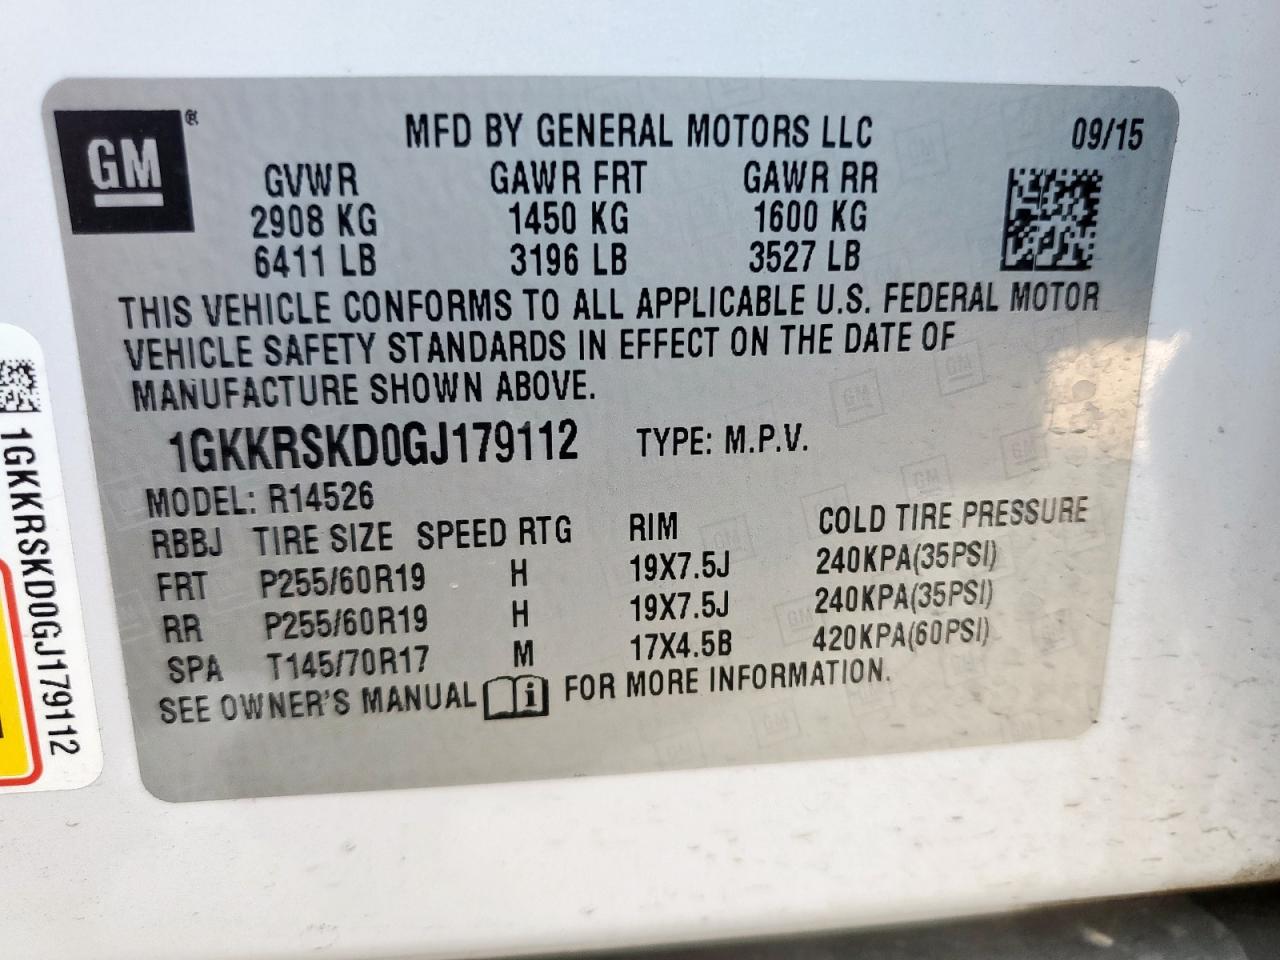 GM ®
MFD BY GENERAL MOTORS LLC 09/15
GVWR GAWR FRT GAWR RR
2908 KG 1450 KG 1600 KG
6411 LB 3196 LB 3527 LB
THIS VEHICLE CONFORMS TO ALL APPLICABLE U.S. FEDERAL MOTOR
VEHICLE SAFETY STANDARDS IN EFFECT ON THE DATE OF
MANUFACTURE SHOWN ABOVE.
1GKKRSKD0GJ179112 TYPE: M.P.V.
MODEL: R14526
RBBJ TIRE SIZE SPEED RTG RIM COLD TIRE PRESSURE
FRT P255/60R19 H 19X7.5J 240KPA(35PSI)
RR P255/60R19 H 19X7.5J 240KPA(35PSI)
SPA T145/70R17 M 17X4.5B 420KPA(60PSI)
SEE OWNER'S MANUAL i FOR MORE INFORMATION.
1GKKRSKD0GJ179112